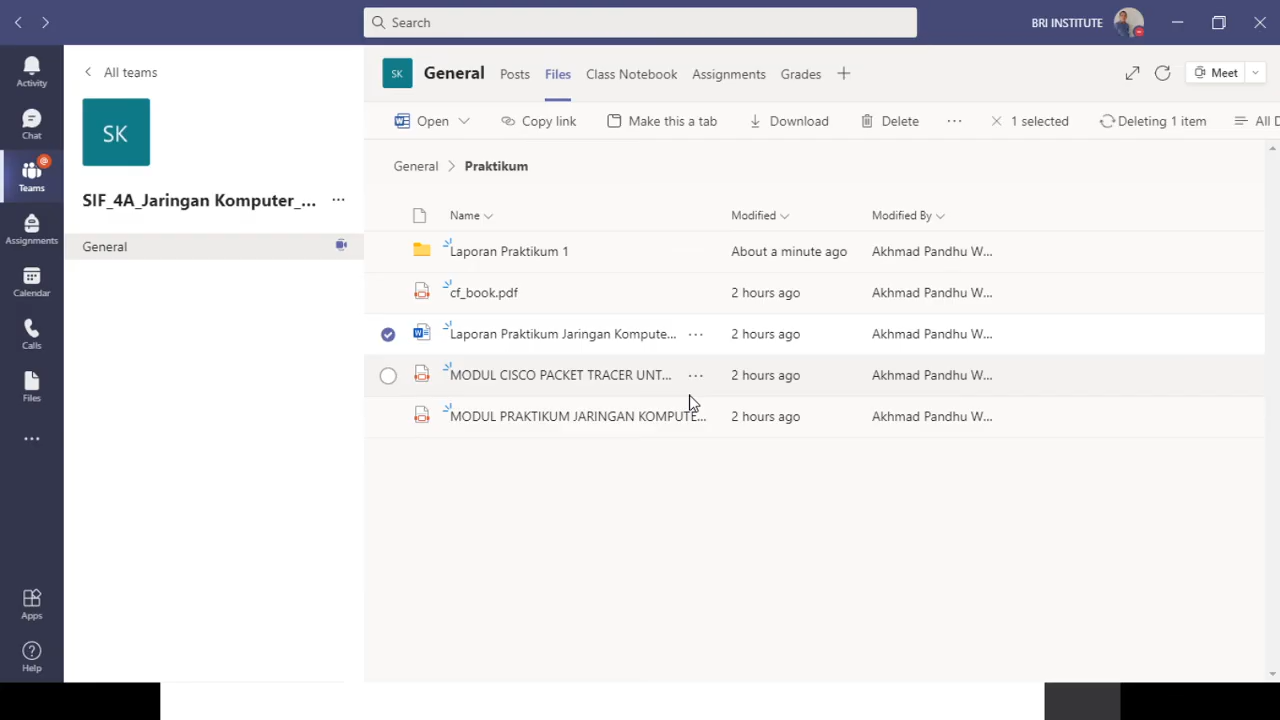 Search
BRI INSTITUTE
Activity
Chat
@
Teams
Assignments
Calendar
Calls
Files
Apps
Help
All teams
SK
SIF_4A_Jaringan Komputer_...
General
SK
General
Posts
Files
Class Notebook
Assignments
Grades
Meet
Open
Copy link
Make this a tab
Download
Delete
1 selected
Deleting 1 item
All D
General > Praktikum
Name
Modified
Modified By
Laporan Praktikum 1
About a minute ago
Akhmad Pandhu W...
cf_book.pdf
2 hours ago
Akhmad Pandhu W...
Laporan Praktikum Jaringan Kompute...
2 hours ago
Akhmad Pandhu W...
MODUL CISCO PACKET TRACER UNT...
2 hours ago
Akhmad Pandhu W...
MODUL PRAKTIKUM JARINGAN KOMPUTE...
2 hours ago
Akhmad Pandhu W...